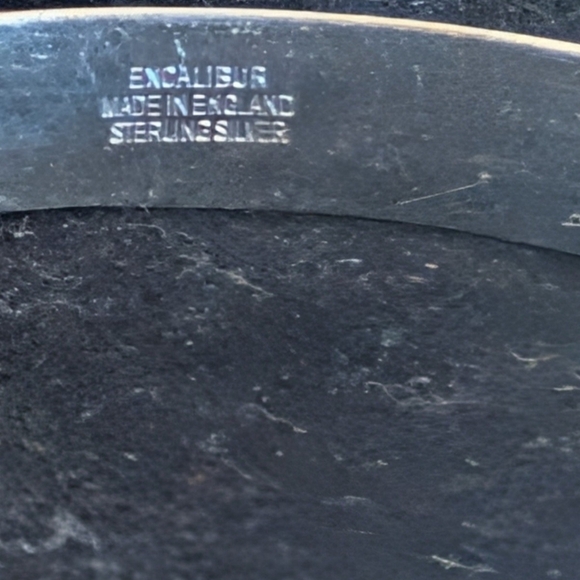 EXCALIBUR
MADE IN ENGLAND
STERLING SILVER